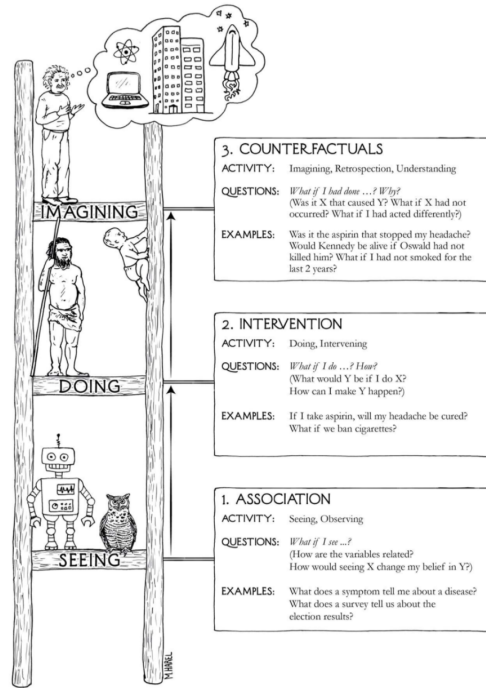 3. COUNTERFACTUALS
ACTIVITY: Imagining, Retrospection, Understanding
QUESTIONS: What if I had done …? Why?
(Was it X that caused Y? What if X had not
occurred? What if I had acted differently?)
EXAMPLES: Was it the aspirin that stopped my headache?
Would Kennedy be alive if Oswald had not
killed him? What if I had not smoked for the
last 2 years?
IMAGINING
2. INTERVENTION
ACTIVITY: Doing, Intervening
QUESTIONS: What if I do …? How?
(What would Y be if I do X?
How can I make Y happen?)
EXAMPLES: If I take aspirin, will my headache be cured?
What if we ban cigarettes?
DOING
1. ASSOCIATION
ACTIVITY: Seeing, Observing
QUESTIONS: What if I see ...?
(How are the variables related?
How would seeing X change my belief in Y?)
EXAMPLES: What does a symptom tell me about a disease?
What does a survey tell us about the
election results?
SEEING
M.HAREL